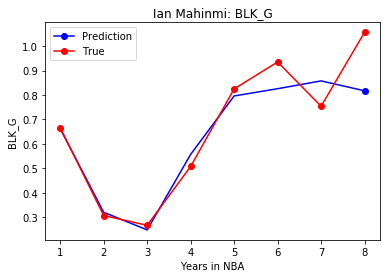 Ian Mahinmi: BLK_G
Prediction
True
1.0
0.9
0.8
0.7
0.6
0.5
0.4
0.3
BLK_G
1 2 3 4 5 6 7 8
Years in NBA